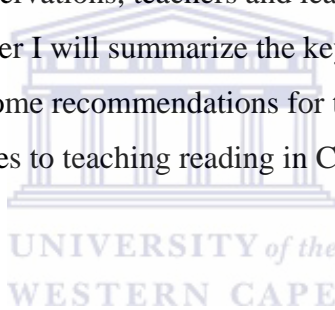 ervations, teachers and lea
er I will summarize the key
ome recommendations for t
es to teaching reading in C
UNIVERSITY of the
WESTERN CAPE